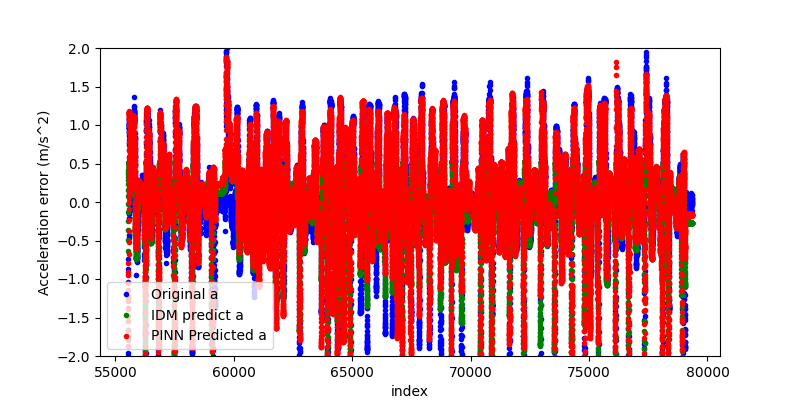 2.0
1.5
1.0
0.5
0.0
−0.5
−1.0
−1.5
−2.0
Acceleration error (m/s^2)
Original a
IDM predict a
PINN Predicted a
55000 60000 65000 70000 75000 80000
index